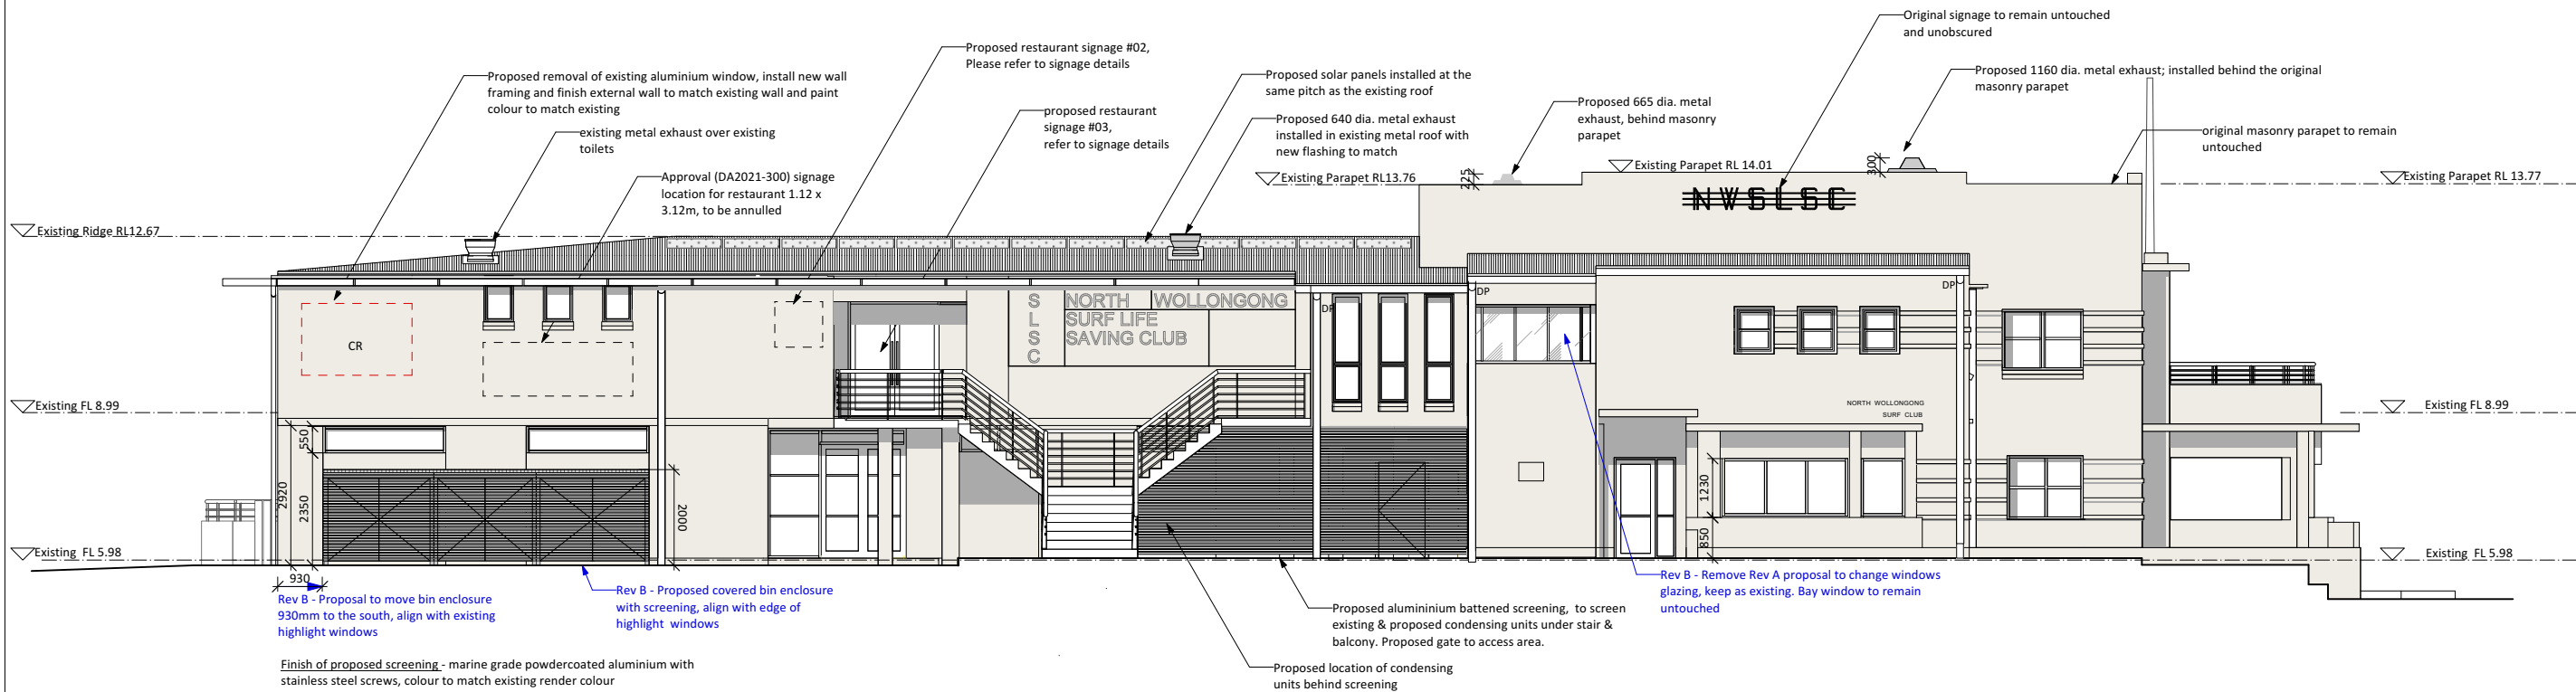 Original signage to remain untouched
and unobscured
Proposed restaurant signage #02,
Please refer to signage details
Proposed removal of existing aluminium window, install new wall
framing and finish external wall to match existing wall and paint
colour to match existing
Proposed solar panels installed at the
same pitch as the existing roof
Proposed 1160 dia. metal exhaust; installed behind the original
masonry parapet
proposed restaurant
signage #03,
refer to signage details
Proposed 665 dia. metal
exhaust, behind masonry
parapet
existing metal exhaust over existing
toilets
Proposed 640 dia. metal exhaust
installed in existing metal roof with
new flashing to match
original masonry parapet to remain
untouched
Approval (DA2021-300) signage
location for restaurant 1.12 x
3.12m, to be annulled
Existing Parapet RL13.76
225
Existing Parapet RL 14.01
300
Existing Parapet RL 13.77
NWSLSC
Existing Ridge RL12.67
CR
S
L
S
C
NORTH WOLLONGONG
SURF LIFE
SAVING CLUB
DP
DP
DP
NORTH WOLLONGONG
SURF CLUB
Existing FL 8.99
Existing FL 8.99
550
2920
2350
2000
1230
850
Existing FL 5.98
Existing FL 5.98
930
Rev B - Proposal to move bin enclosure
930mm to the south, align with existing
highlight windows
Rev B - Proposed covered bin enclosure
with screening, align with edge of
highlight windows
Proposed alumininium battened screening, to screen
existing & proposed condensing units under stair &
balcony. Proposed gate to access area.
Rev B - Remove Rev A proposal to change windows
glazing, keep as existing. Bay window to remain
untouched
Finish of proposed screening - marine grade powdercoated aluminium with
stainless steel screws, colour to match existing render colour
Proposed location of condensing
units behind screening